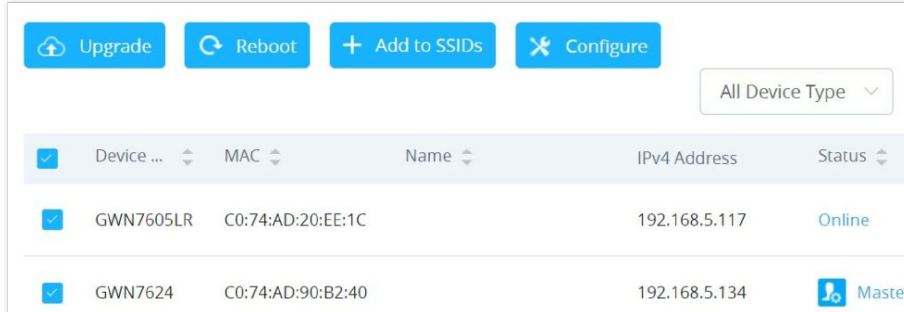 Upgrade Reboot Add to SSIDs Configure
All Device Type
Device ... MAC Name IPv4 Address Status
GWN7605LR C0:74:AD:20:EE:1C 192.168.5.117 Online
GWN7624 C0:74:AD:90:B2:40 192.168.5.134 Maste